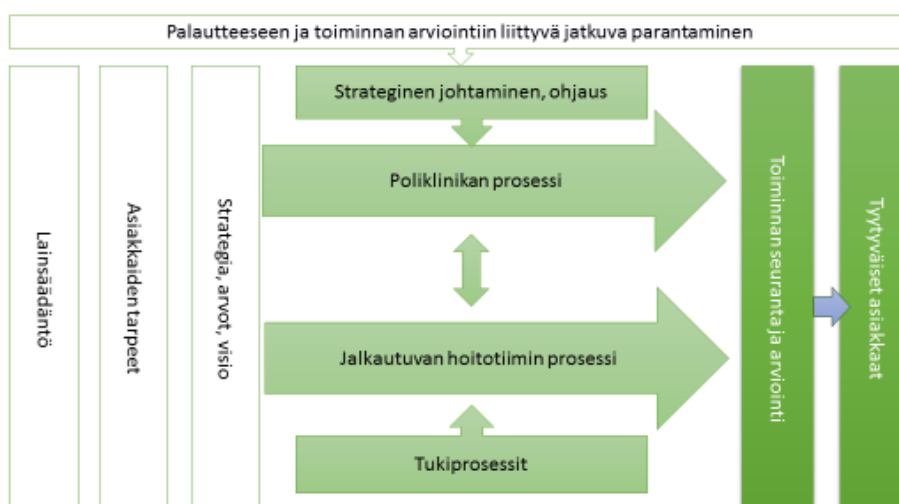 Palautteeseen ja toiminnan arviointiin liittyvä jatkuva parantaminen
Lainsäädäntö
Asiakkaiden tarpeet
Strategia, arvot, visio
Strateginen johtaminen, ohjaus
Poliklinikan prosessi
Jalkautuvan hoitotiimin prosessi
Tukiprosessit
Toiminnan seuranta ja arviointi
Tyytyväiset asiakkaat